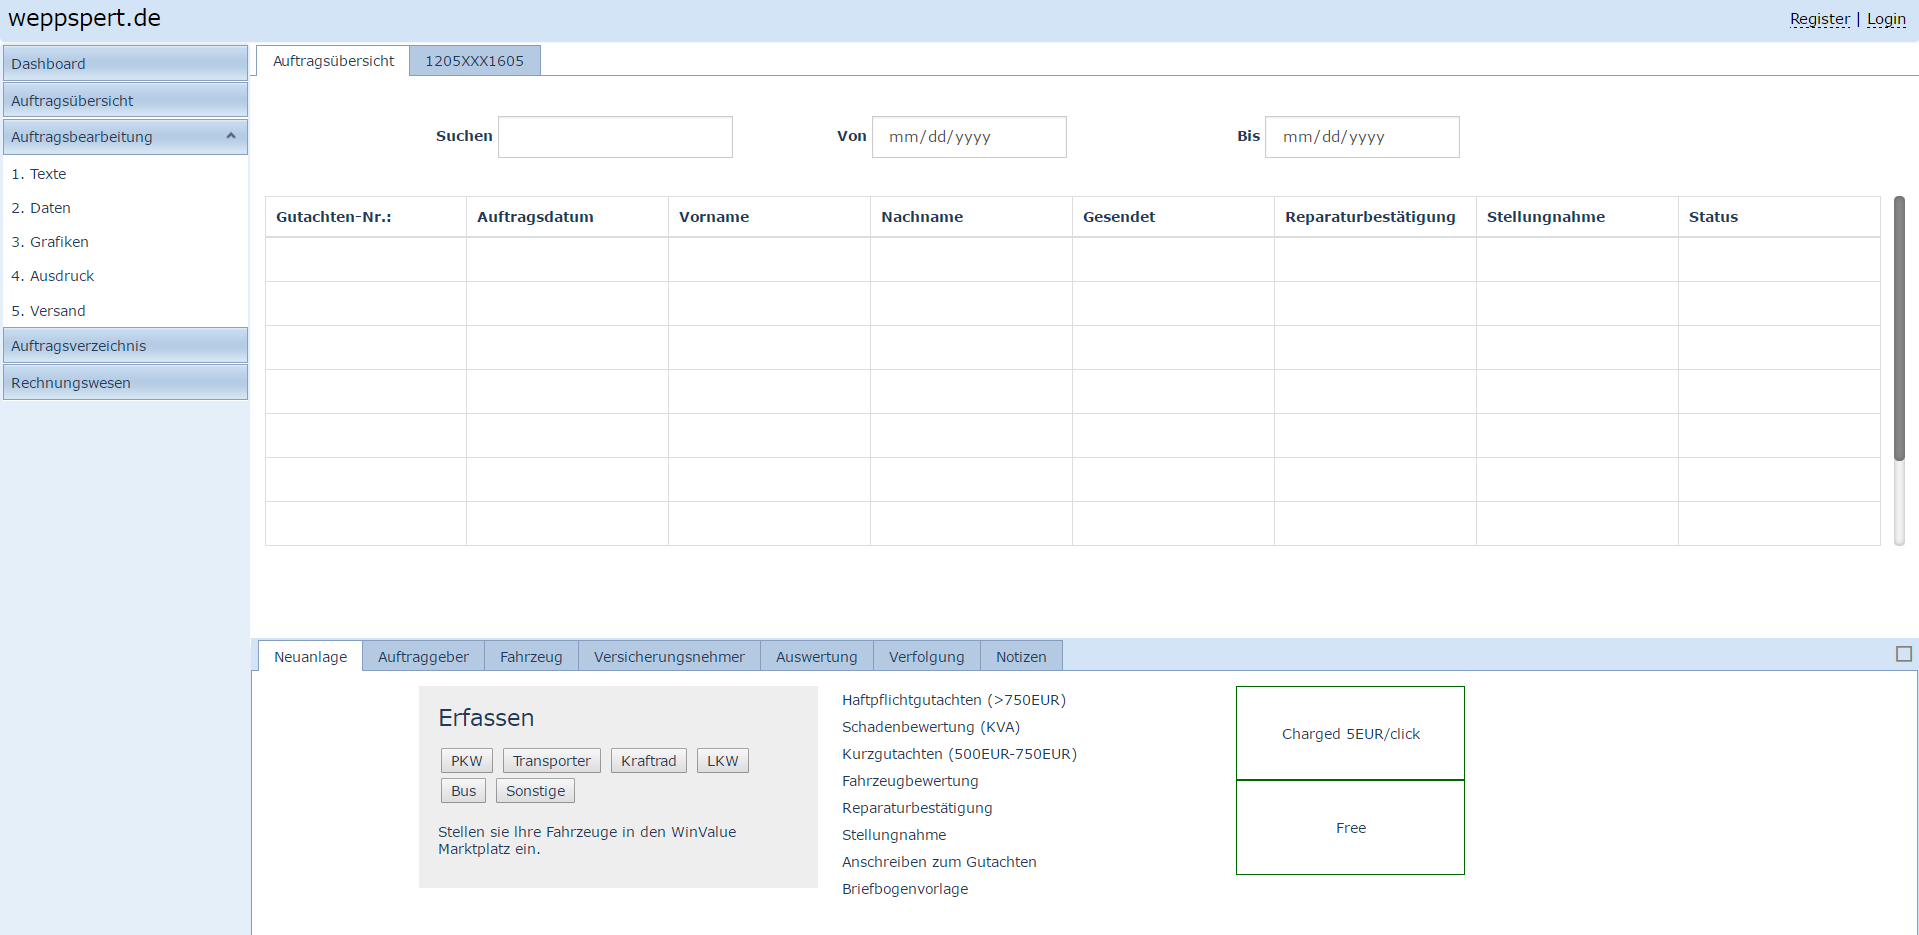 weppspert.de
Register | Login
Dashboard
Auftragsübersicht
Auftragsbearbeitung
1. Texte
2. Daten
3. Grafiken
4. Ausdruck
5. Versand
Auftragsverzeichnis
Rechnungswesen
Auftragsübersicht 1205XXX1605
Suchen Von mm/dd/yyyy Bis mm/dd/yyyy
Gutachten-Nr.: Auftragsdatum Vorname Nachname Gesendet Reparaturbestätigung Stellungnahme Status
Neuanlage Auftraggeber Fahrzeug Versicherungsnehmer Auswertung Verfolgung Notizen
Erfassen
PKW Transporter Kraftrad LKW
Bus Sonstige
Stellen sie Ihre Fahrzeuge in den WinValue
Marktplatz ein.
Haftpflichtgutachten (>750EUR)
Schadenbewertung (KVA)
Kurzgutachten (500EUR-750EUR)
Fahrzeugbewertung
Reparaturbestätigung
Stellungnahme
Anschreiben zum Gutachten
Briefbogenvorlage
Charged 5EUR/click
Free